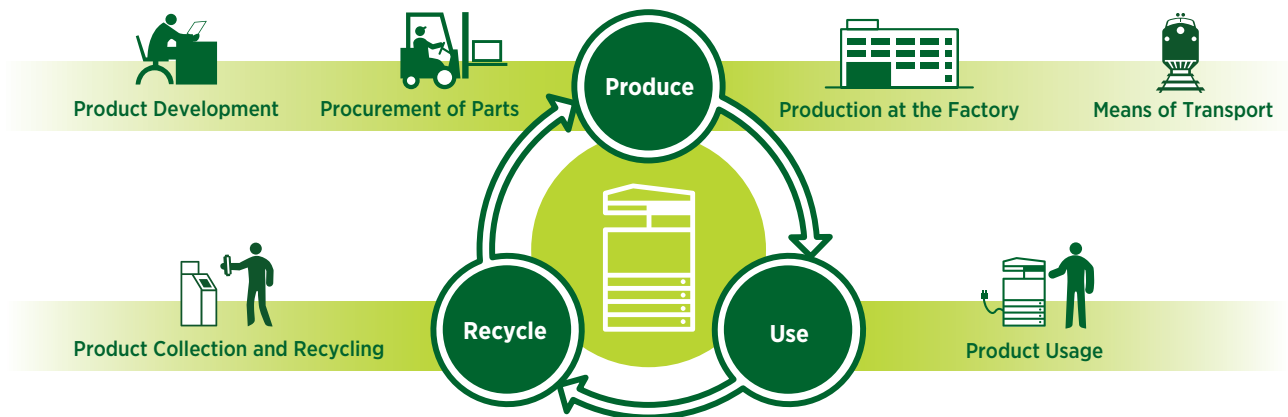 Produce
Product Development
Procurement of Parts
Production at the Factory
Means of Transport
Recycle
Use
Product Collection and Recycling
Product Usage